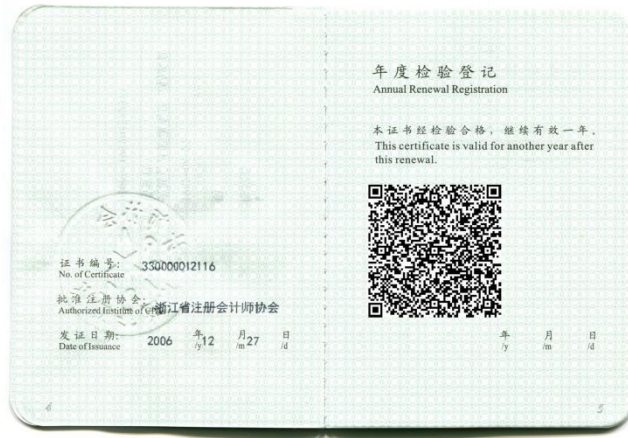 证书编号:
No. of Certificate
330000012116
批准注册协会:
Authorized Institute of CPAs
浙江省注册会计师协会
发证日期:
Date of Issuance
2006 年 12 月 27 日
/y /m /d
6
年度检验登记
Annual Renewal Registration
本证书经检验合格,继续有效一年。
This certificate is valid for another year after
this renewal.
年 月 日
/y /m /d
5